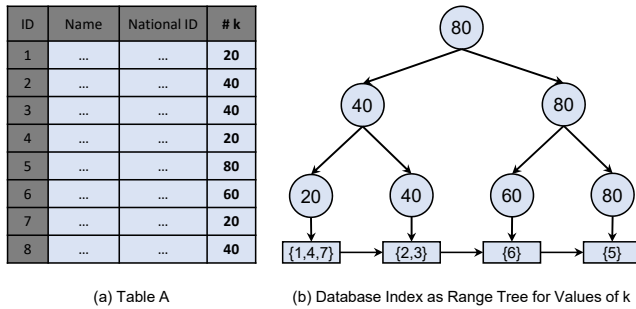 ID Name National ID # k
1 ... ... 20
2 ... ... 40
3 ... ... 40
4 ... ... 20
5 ... ... 80
6 ... ... 60
7 ... ... 20
8 ... ... 40
80
40 80
20 40 60 80
{1,4,7} {2,3} {6} {5}
(a) Table A
(b) Database Index as Range Tree for Values of k